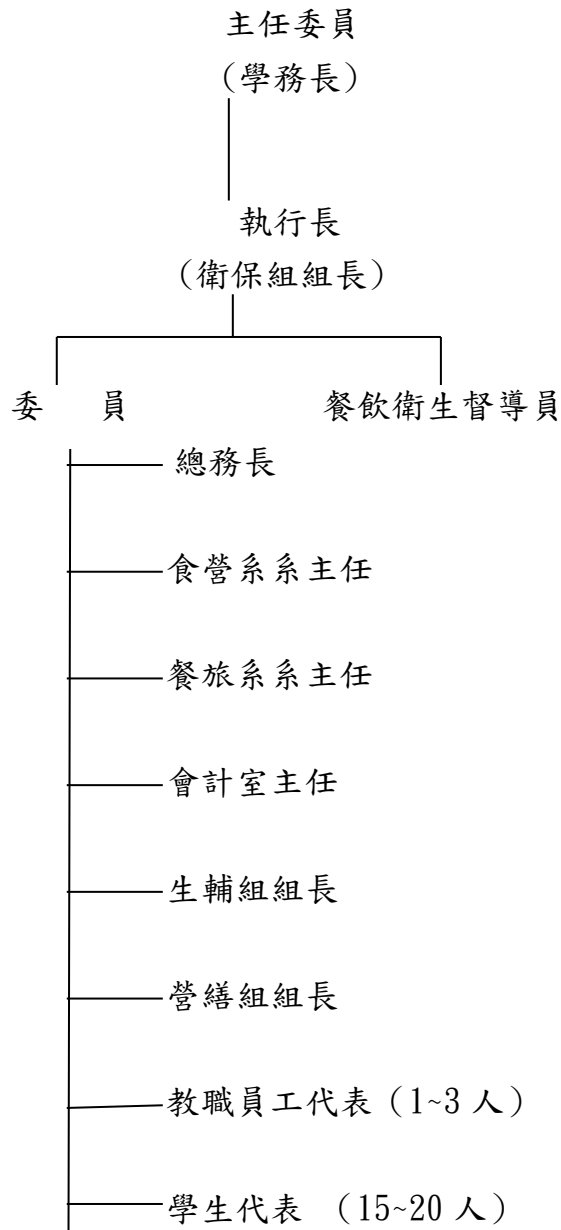 主任委員
(學務長)
執行長
(衛保組組長)
委　　員　　　　　餐飲衛生督導員
總務長
食營系系主任
餐旅系系主任
會計室主任
生輔組組長
營繕組組長
教職員工代表（1~3 人）
學生代表 （15~20 人）